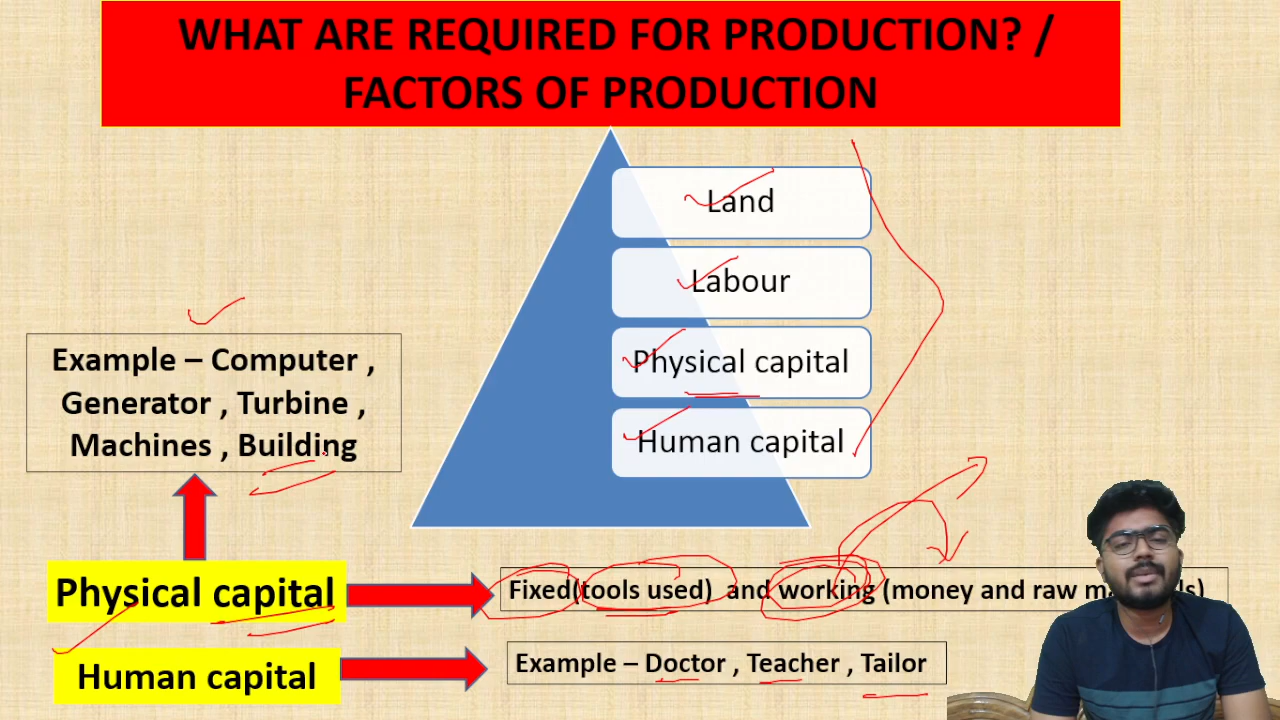 WHAT ARE REQUIRED FOR PRODUCTION? /
FACTORS OF PRODUCTION
Land
Labour
Physical capital
Human capital
Example – Computer ,
Generator , Turbine ,
Machines , Building
Physical capital
Fixed(tools used) and working (money and raw
Human capital
Example – Doctor , Teacher , Tailor